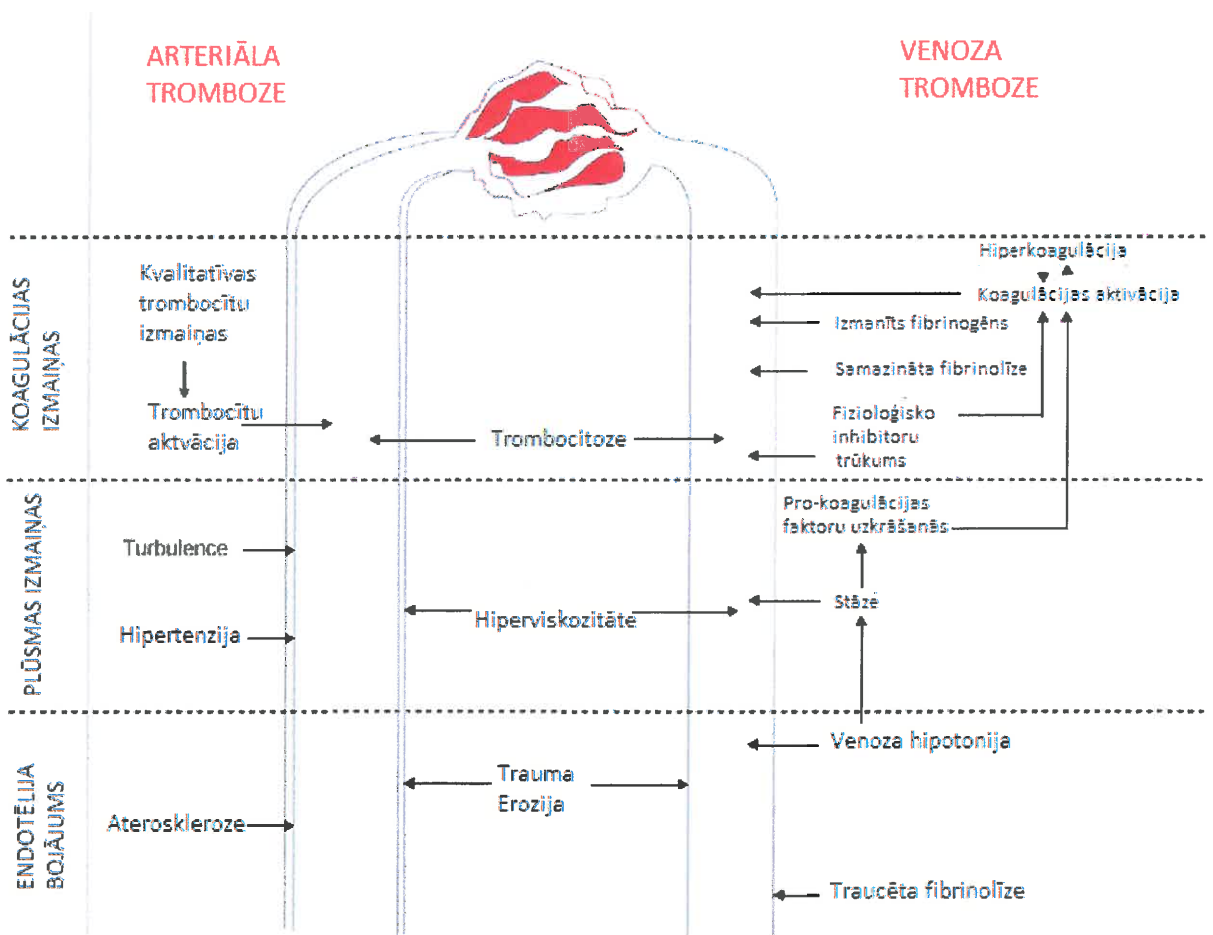 ARTERIĀLA
TROMBOZE
VENOZA
TROMBOZE
KOAGULĀCIJAS
IZMAIŅAS
Kvalitatīvas
trombocītu
izmaiņas
Trombocītu
aktvācija
Trombocitoze
Hiperkoagulācija
Koagulācijas aktivācija
Izmanīts fibrinogēns
Samazināta fibrinolīze
Fizioloģisko
inhibitoru
trūkums
PLŪSMAS IZMAIŅAS
Turbulence
Hipertenzija
Hiperviskozitāte
Pro-koagulācijas
faktoru uzkrāšanās
Stāze
ENDOTĒLIJA
BOJĀJUMS
Ateroskleroze
Trauma
Erozija
Venoza hipotonija
Traucēta fibrinolīze